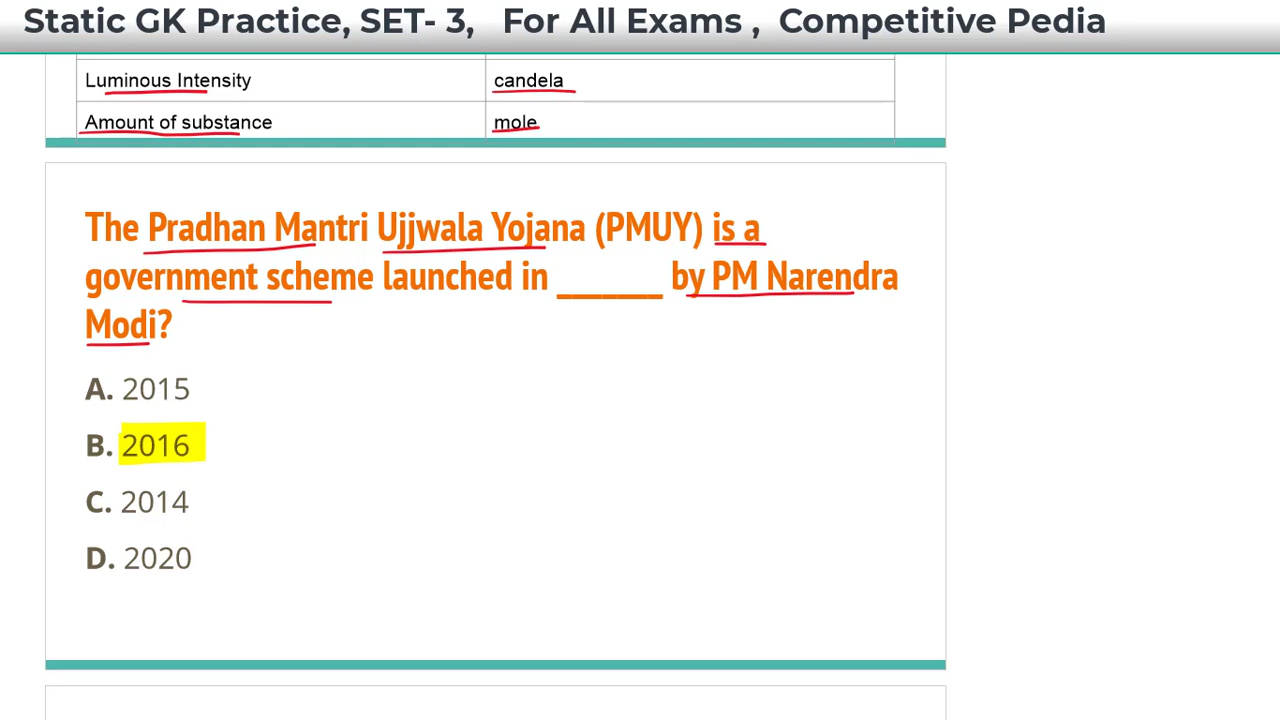 Static GK Practice, SET- 3, For All Exams , Competitive Pedia
Luminous Intensity candela
Amount of substance mole
The Pradhan Mantri Ujjwala Yojana (PMUY) is a
government scheme launched in _______ by PM Narendra
Modi?
A. 2015
B. 2016
C. 2014
D. 2020